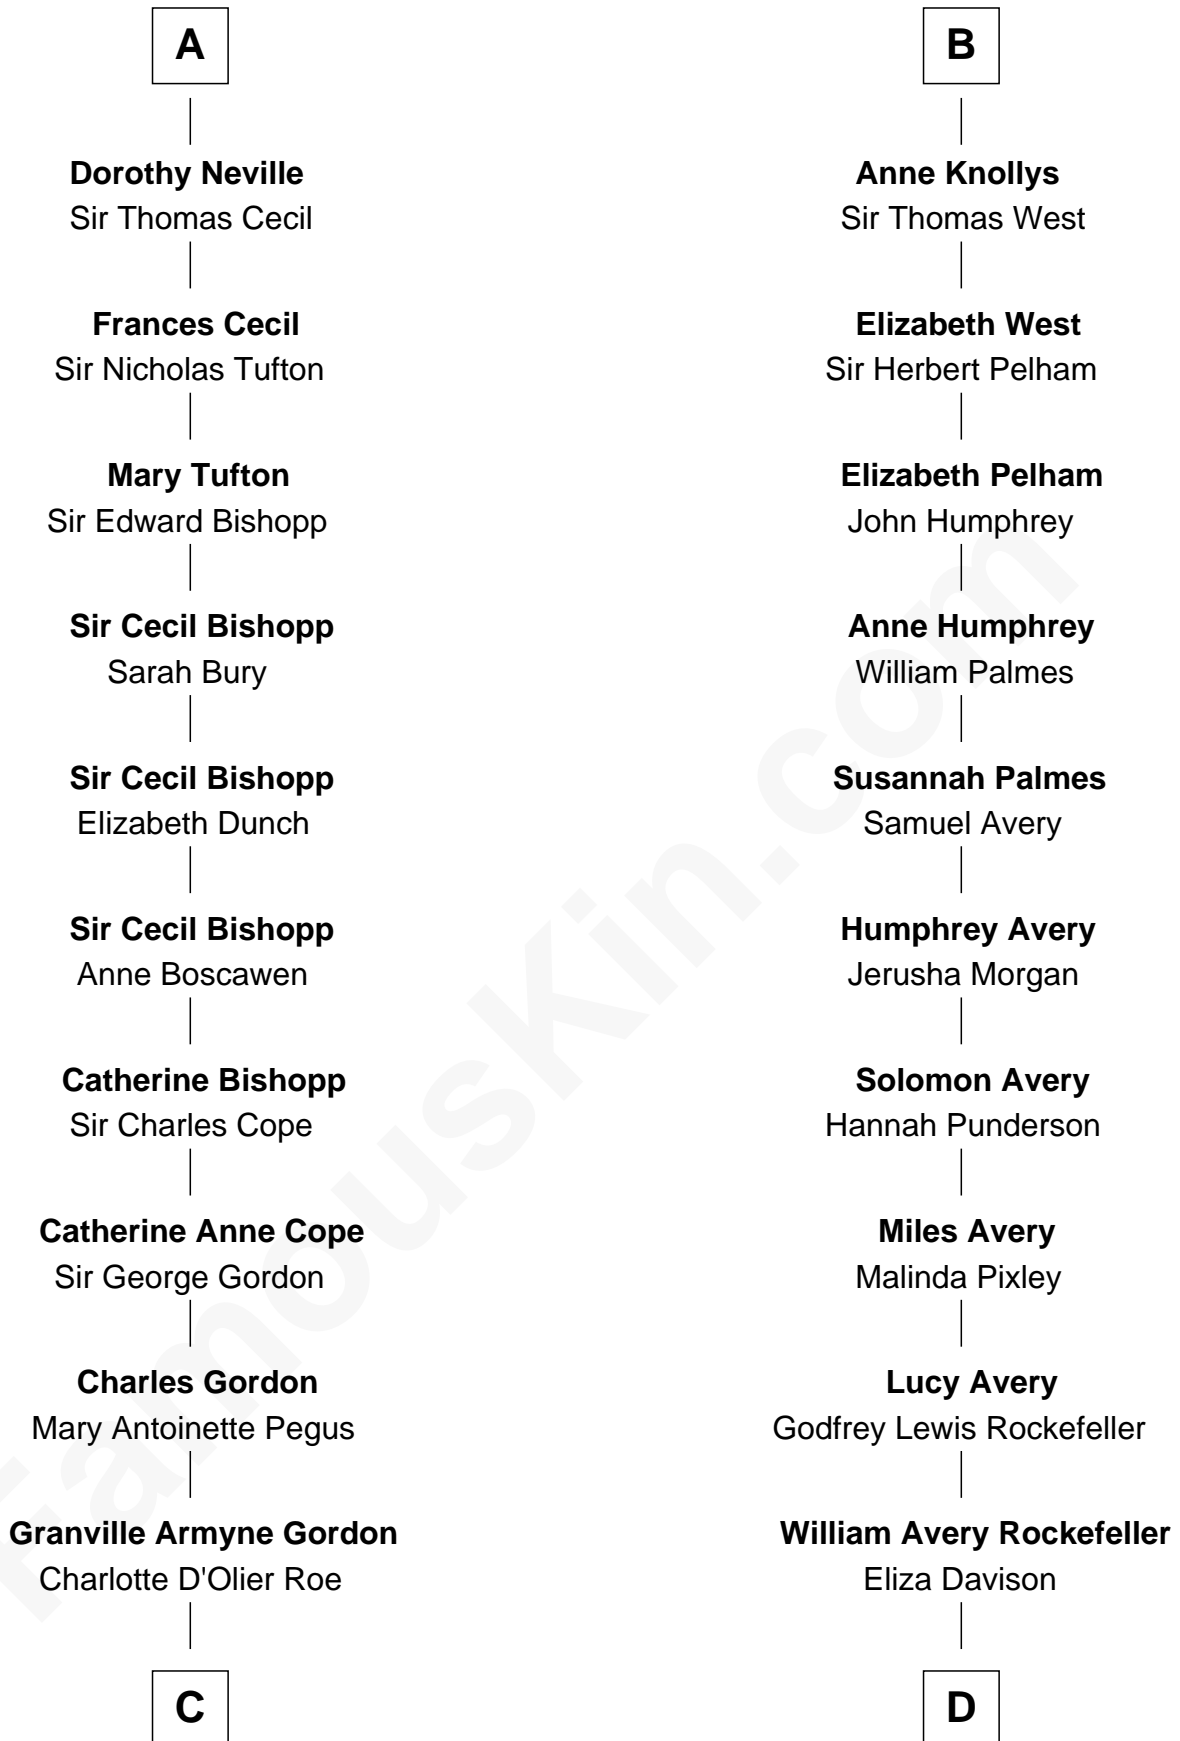 A
Dorothy Neville
Sir Thomas Cecil
Frances Cecil
Sir Nicholas Tufton
Mary Tufton
Sir Edward Bishopp
Sir Cecil Bishopp
Sarah Bury
Sir Cecil Bishopp
Elizabeth Dunch
Sir Cecil Bishopp
Anne Boscawen
Catherine Bishopp
Sir Charles Cope
Catherine Anne Cope
Sir George Gordon
Charles Gordon
Mary Antoinette Pegus
Granville Armyne Gordon
Charlotte D'Olier Roe
C
B
Anne Knollys
Sir Thomas West
Elizabeth West
Sir Herbert Pelham
Elizabeth Pelham
John Humphrey
Anne Humphrey
William Palmes
Susannah Palmes
Samuel Avery
Humphrey Avery
Jerusha Morgan
Solomon Avery
Hannah Punderson
Miles Avery
Malinda Pixley
Lucy Avery
Godfrey Lewis Rockefeller
William Avery Rockefeller
Eliza Davison
D
FamousKin.com